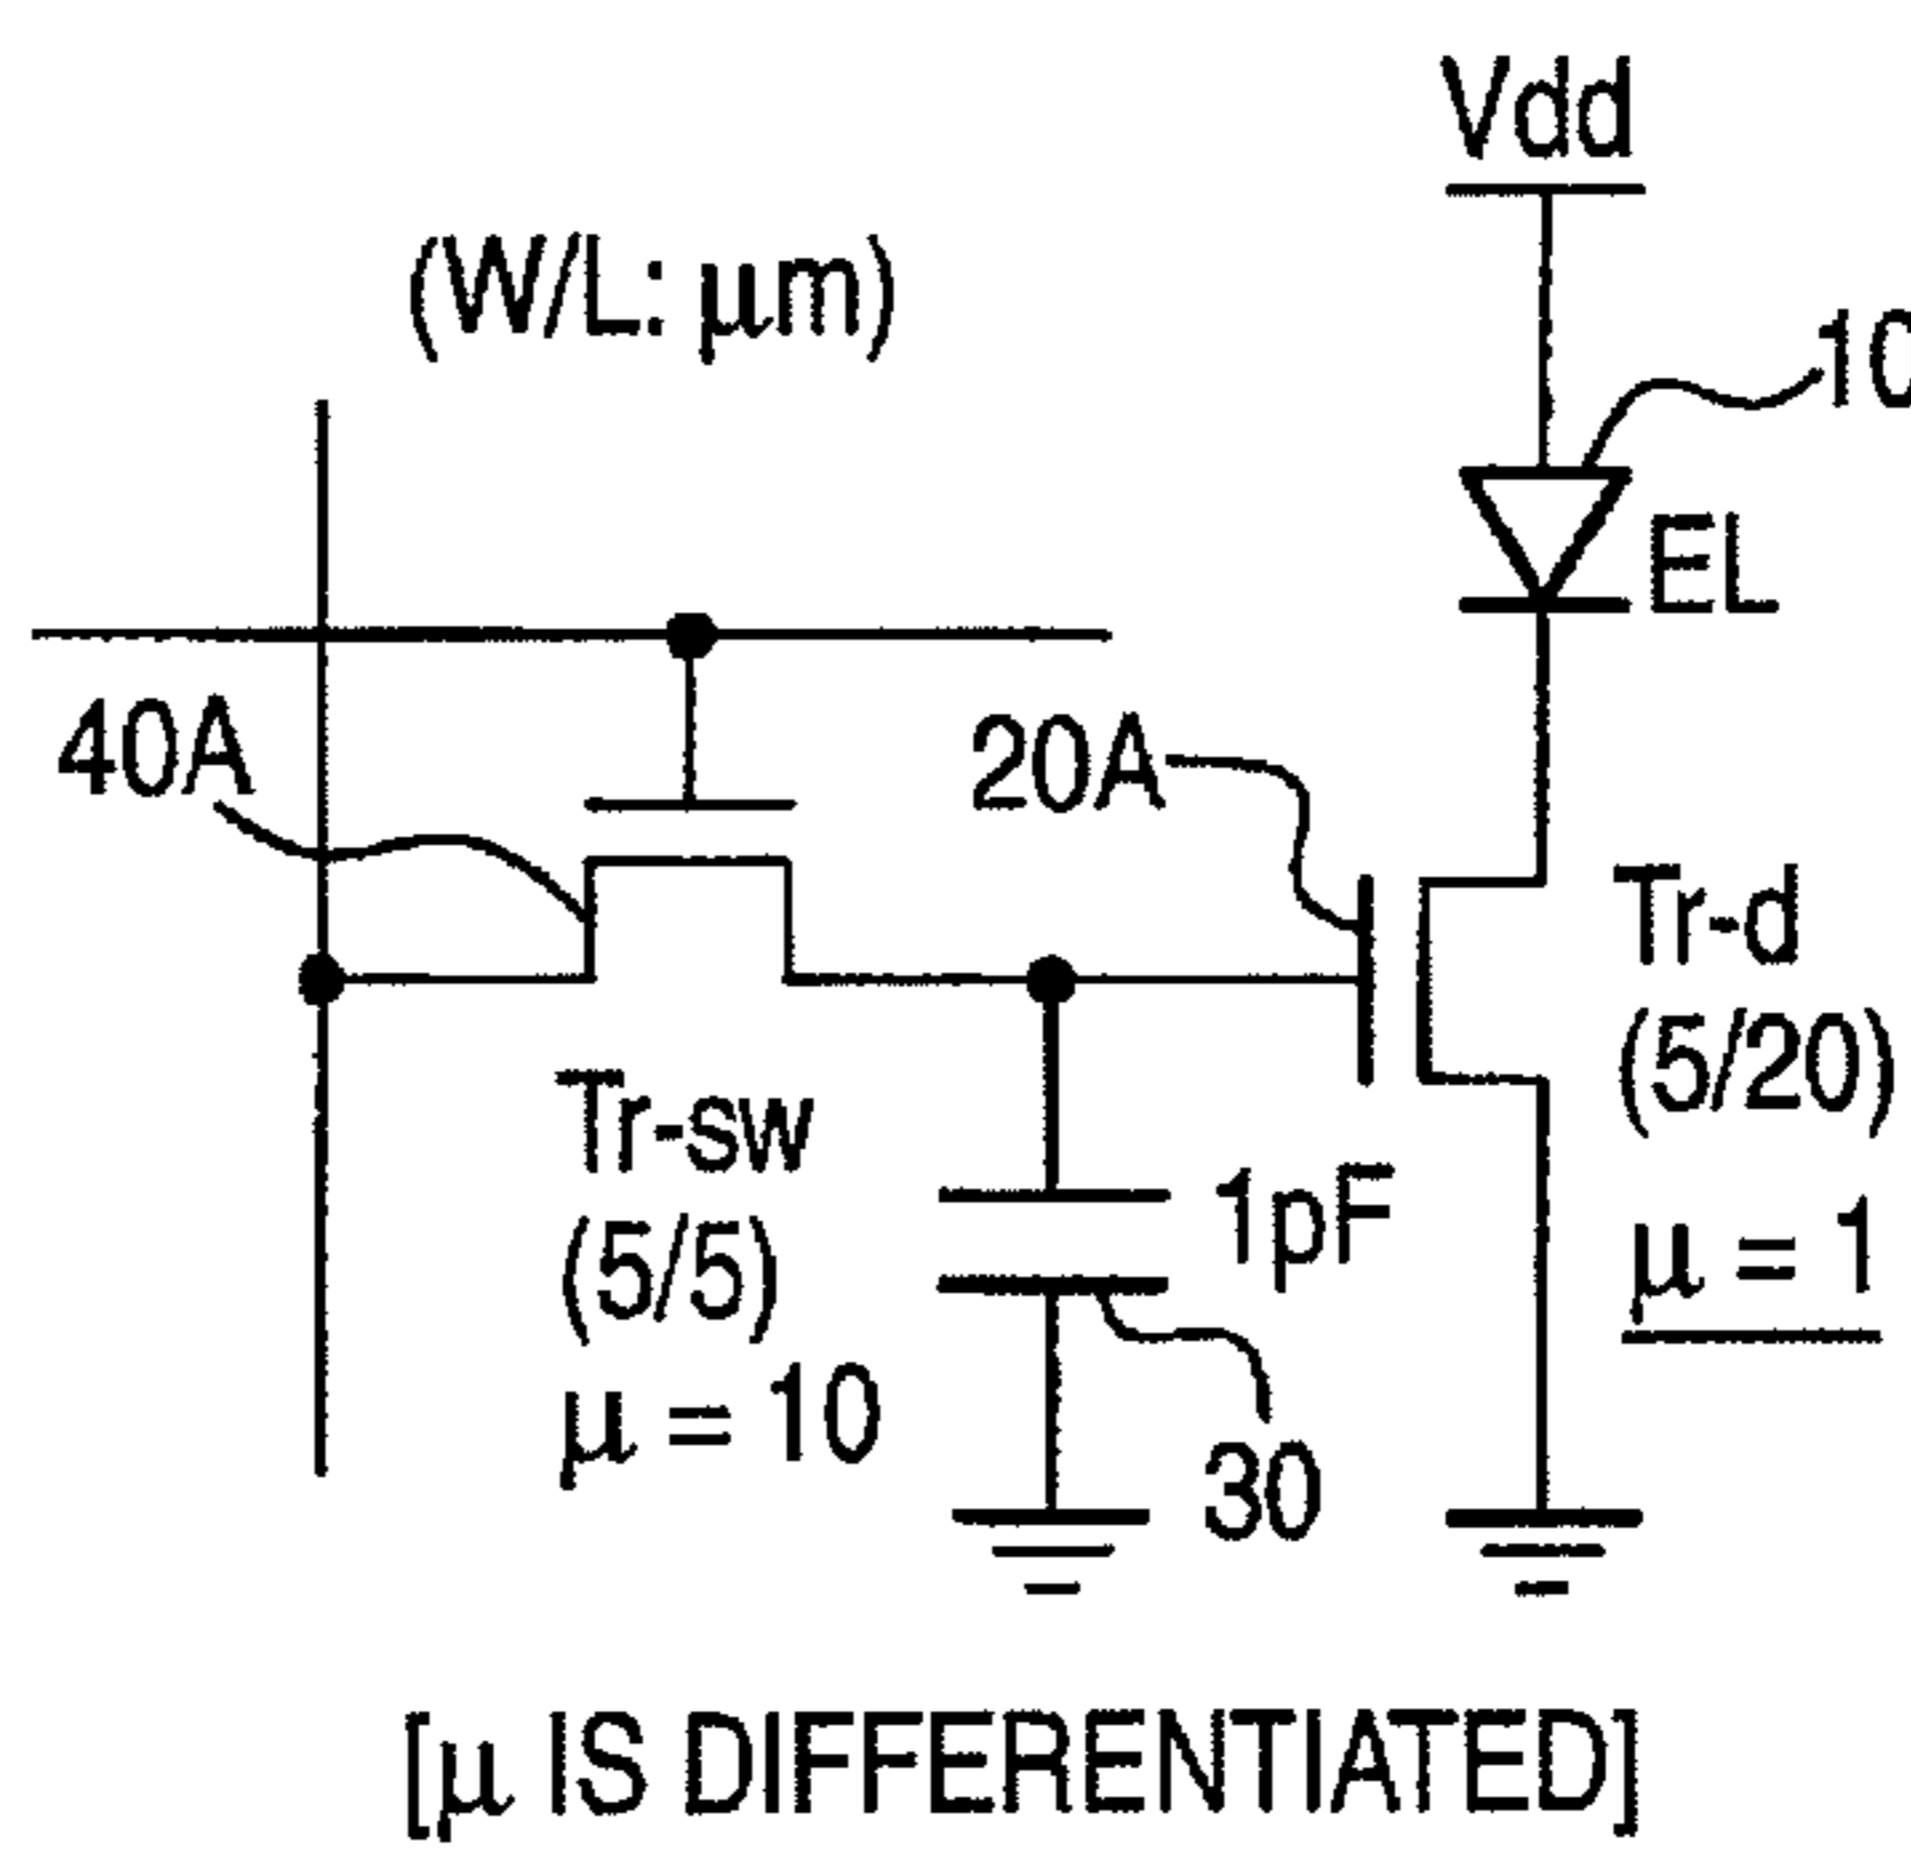 Vdd
(W/L: μm)
10
EL
40A
20A
Tr-d
(5/20)
μ = 1
Tr-sw
(5/5)
μ = 10
1pF
30
[μ IS DIFFERENTIATED]